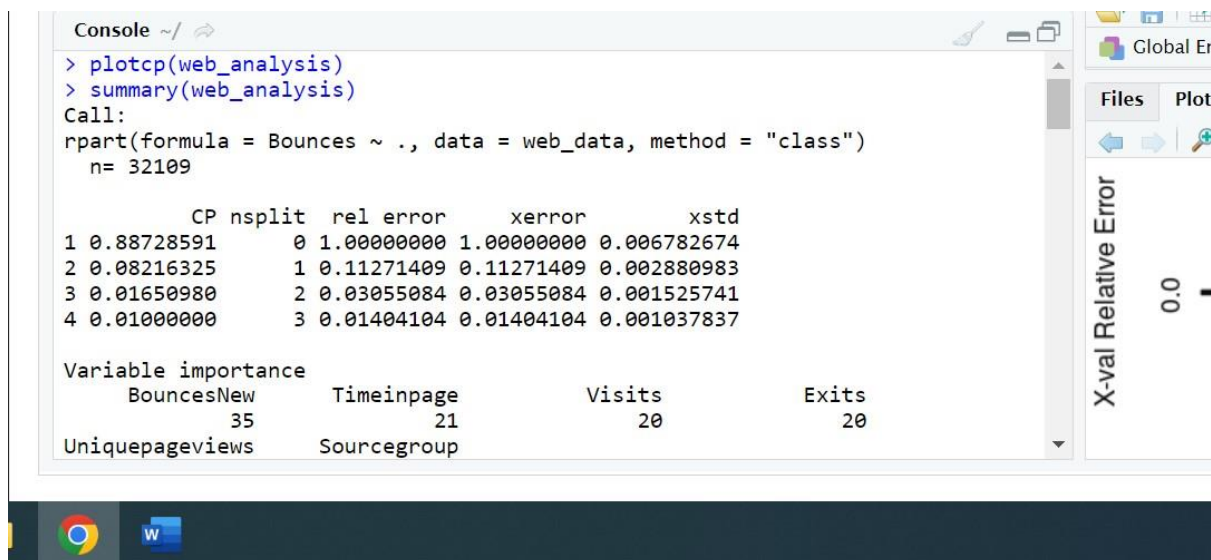 Console ~/
> plotcp(web_analysis)
> summary(web_analysis)
Call:
rpart(formula = Bounces ~ ., data = web_data, method = "class")
  n= 32109
         CP nsplit  rel error     xerror        xstd
1 0.88728591      0 1.00000000 1.00000000 0.006782674
2 0.08216325      1 0.11271409 0.11271409 0.002880983
3 0.01650980      2 0.03055084 0.03055084 0.001525741
4 0.01000000      3 0.01404104 0.01404104 0.001037837
Variable importance
     BouncesNew      Timeinpage          Visits           Exits
             35              21              20              20
Uniquepageviews     Sourcegroup
Global
Files Plot
X-val Relative Error
0.0
W